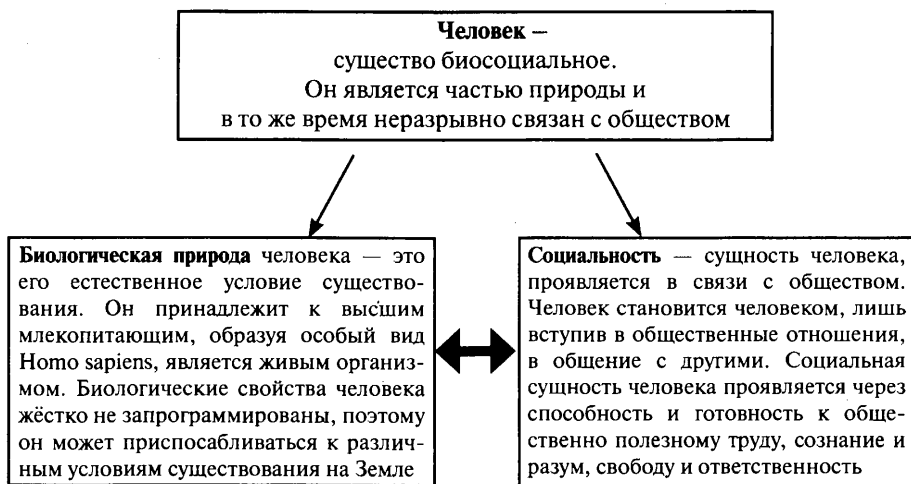 Человек –
существо биосоциальное.
Он является частью природы и
в то же время неразрывно связан с обществом
Биологическая природа человека — это
его естественное условие существо-
вания. Он принадлежит к высшим
млекопитающим, образуя особый вид
Homo sapiens, является живым организ-
мом. Биологические свойства человека
жёстко не запрограммированы, поэтому
он может приспосабливаться к различ-
ным условиям существования на Земле
Социальность — сущность человека,
проявляется в связи с обществом.
Человек становится человеком, лишь
вступив в общественные отношения,
в общение с другими. Социальная
сущность человека проявляется через
способность и готовность к обще-
ственно полезному труду, сознание и
разум, свободу и ответственность